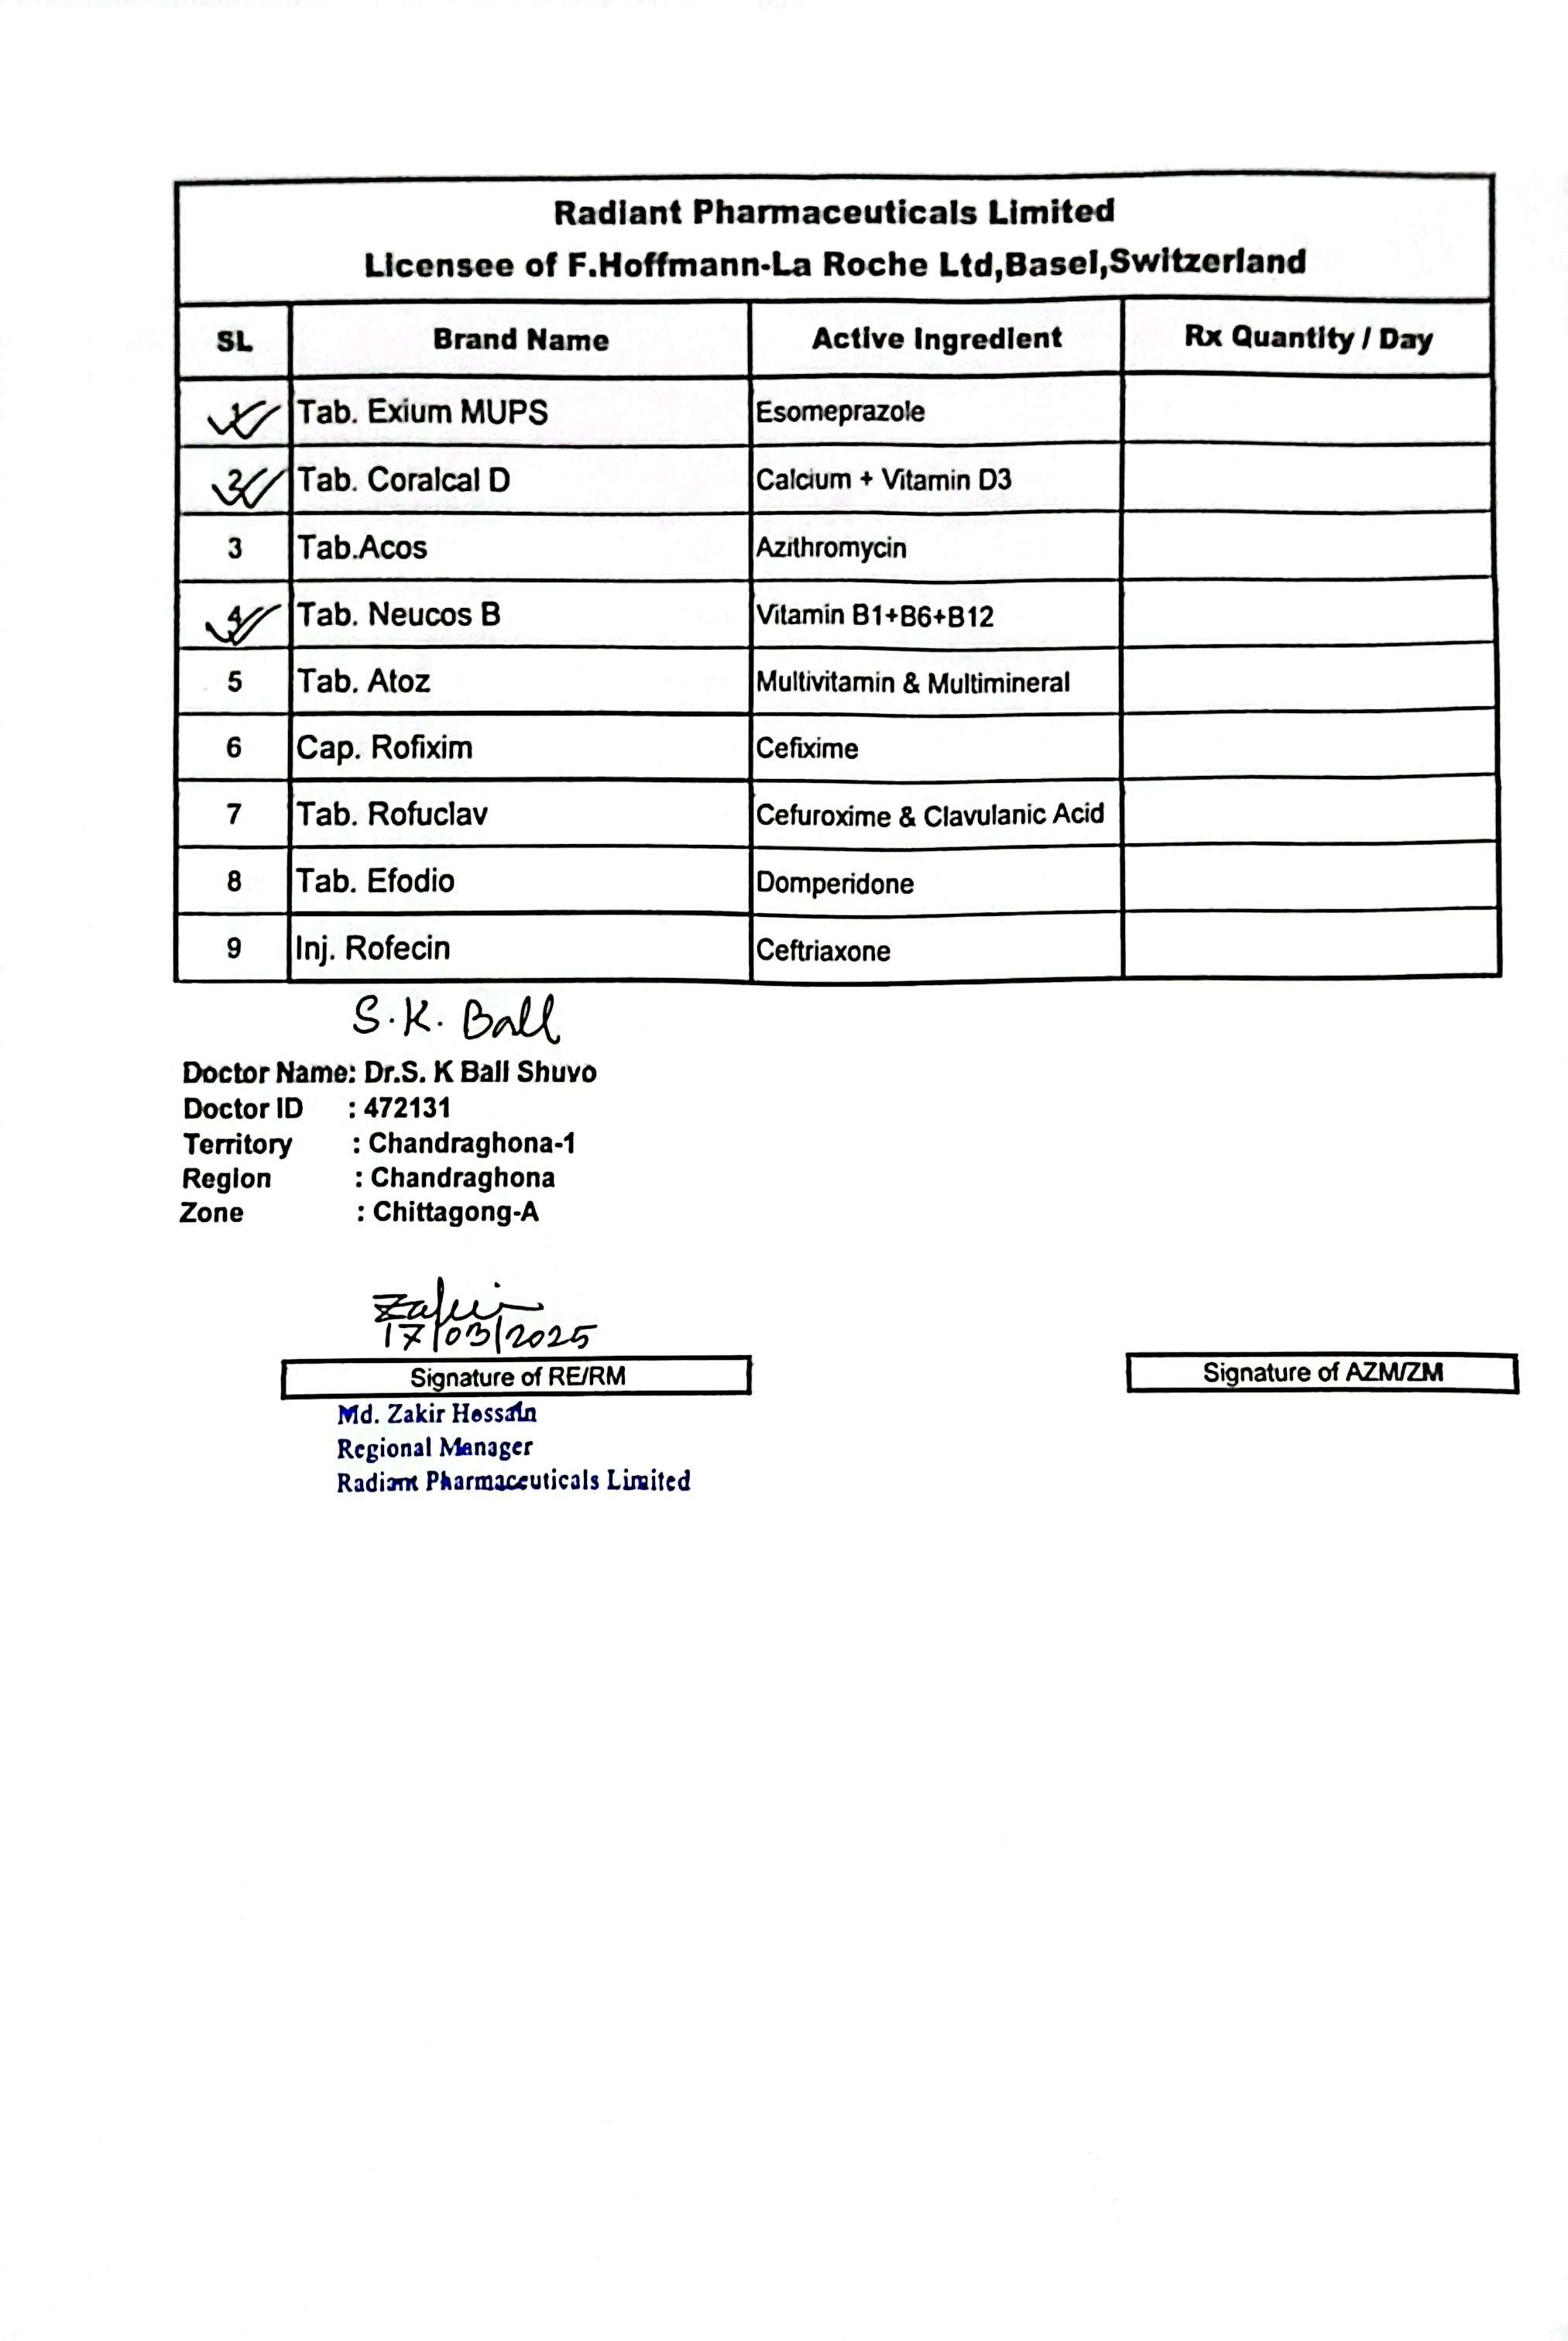 Radiant Pharmaceuticals Limited
Licensee of F.Hoffmann-La Roche Ltd,Basel,Switzerland
SL Brand Name Active Ingredient Rx Quantity / Day
1 Tab. Exium MUPS Esomeprazole
2 Tab. Coralcal D Calcium + Vitamin D3
3 Tab.Acos Azithromycin
4 Tab. Neucos B Vitamin B1+B6+B12
5 Tab. Atoz Multivitamin & Multimineral
6 Cap. Rofixim Cefixime
7 Tab. Rofuclav Cefuroxime & Clavulanic Acid
8 Tab. Efodio Domperidone
9 Inj. Rofecin Ceftriaxone
S.K. Ball
Doctor Name: Dr.S. K Ball Shuvo
Doctor ID : 472131
Territory : Chandraghona-1
Region : Chandraghona
Zone : Chittagong-A
17/03/2025
Signature of RE/RM Signature of AZM/ZM
Md. Zakir Hossain
Regional Manager
Radiant Pharmaceuticals Limited